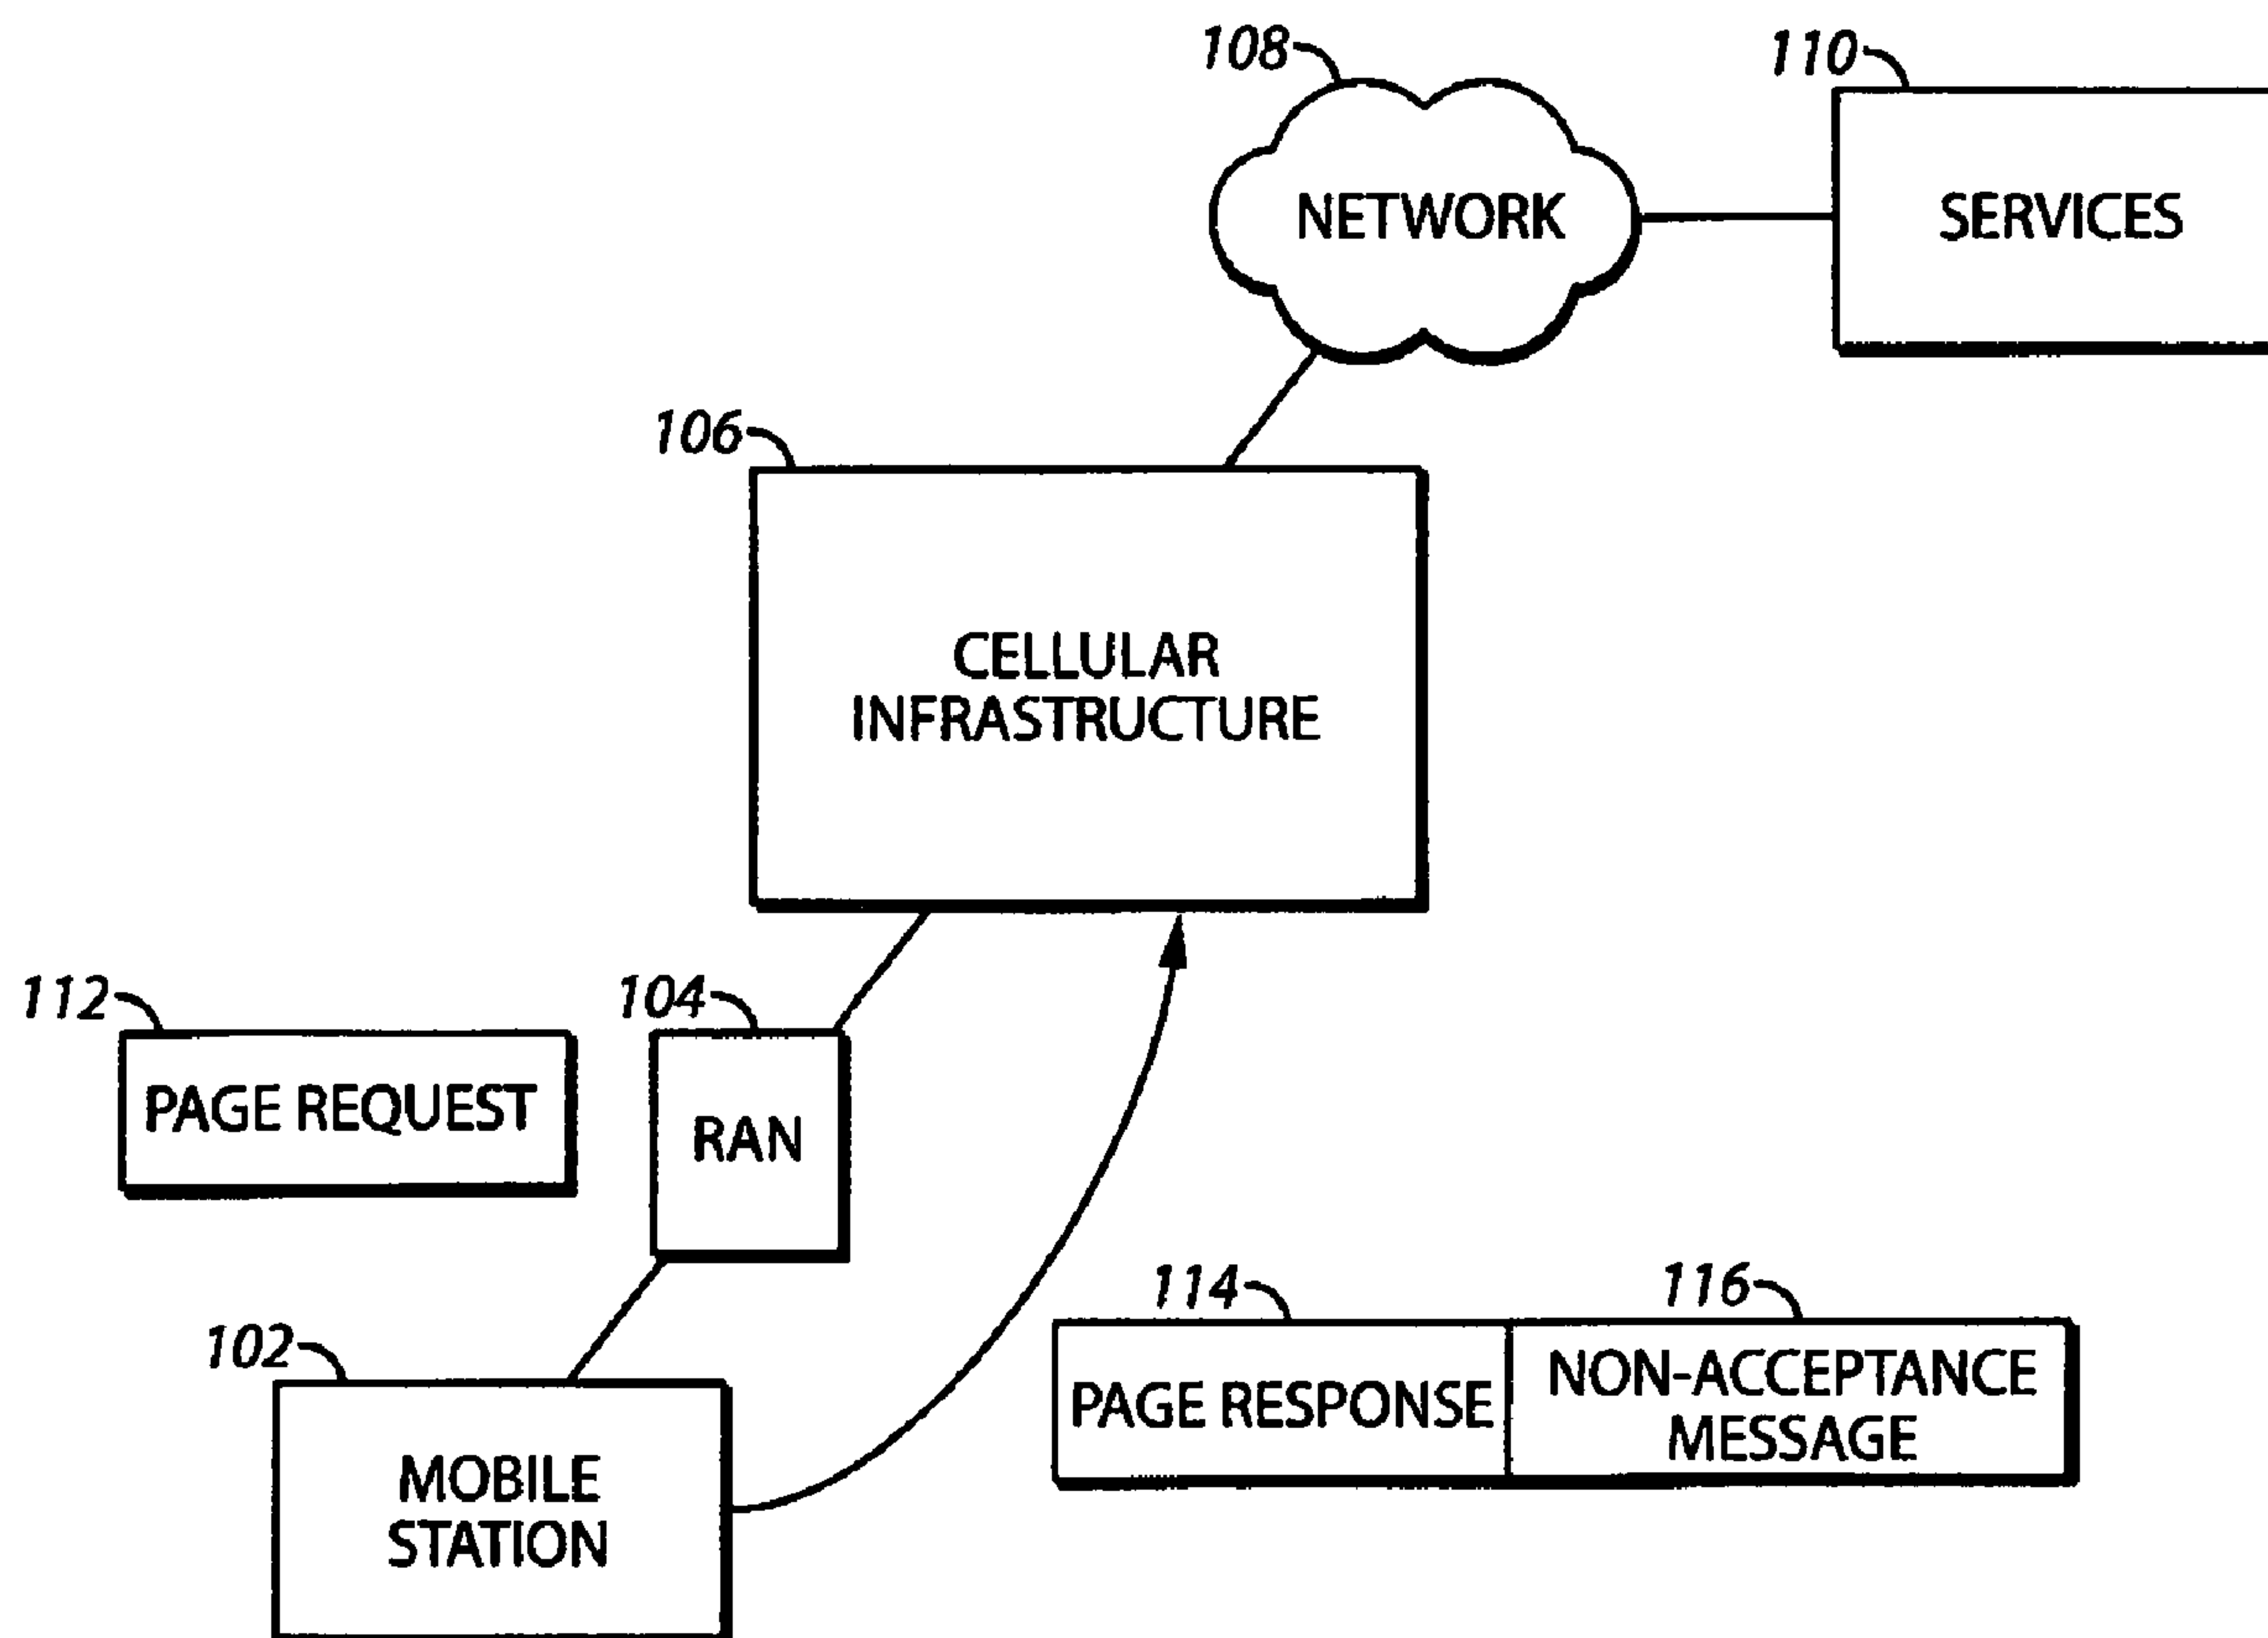 108
110
NETWORK
SERVICES
106
CELLULAR
INFRASTRUCTURE
112
104
PAGE REQUEST
RAN
114
116
102
PAGE RESPONSE
NON-ACCEPTANCE
MESSAGE
MOBILE
STATION